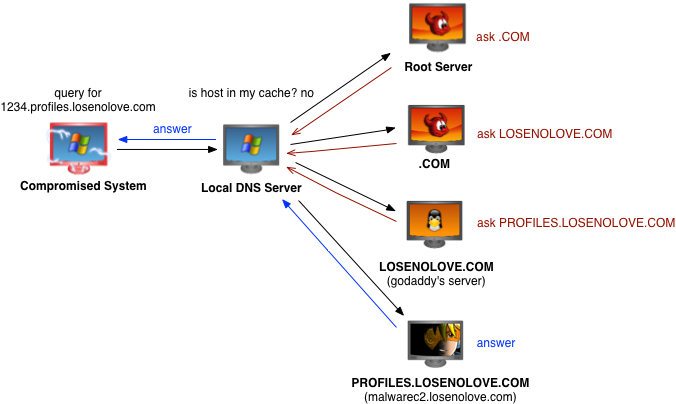 ask .COM
Root Server
query for
1234.profiles.losenolove.com
is host in my cache? no
answer
Compromised System
Local DNS Server
ask LOSENOLOVE.COM
.COM
ask PROFILES.LOSENOLOVE.COM
LOSENOLOVE.COM
(godaddy's server)
answer
PROFILES.LOSENOLOVE.COM
(malwarec2.losenolove.com)